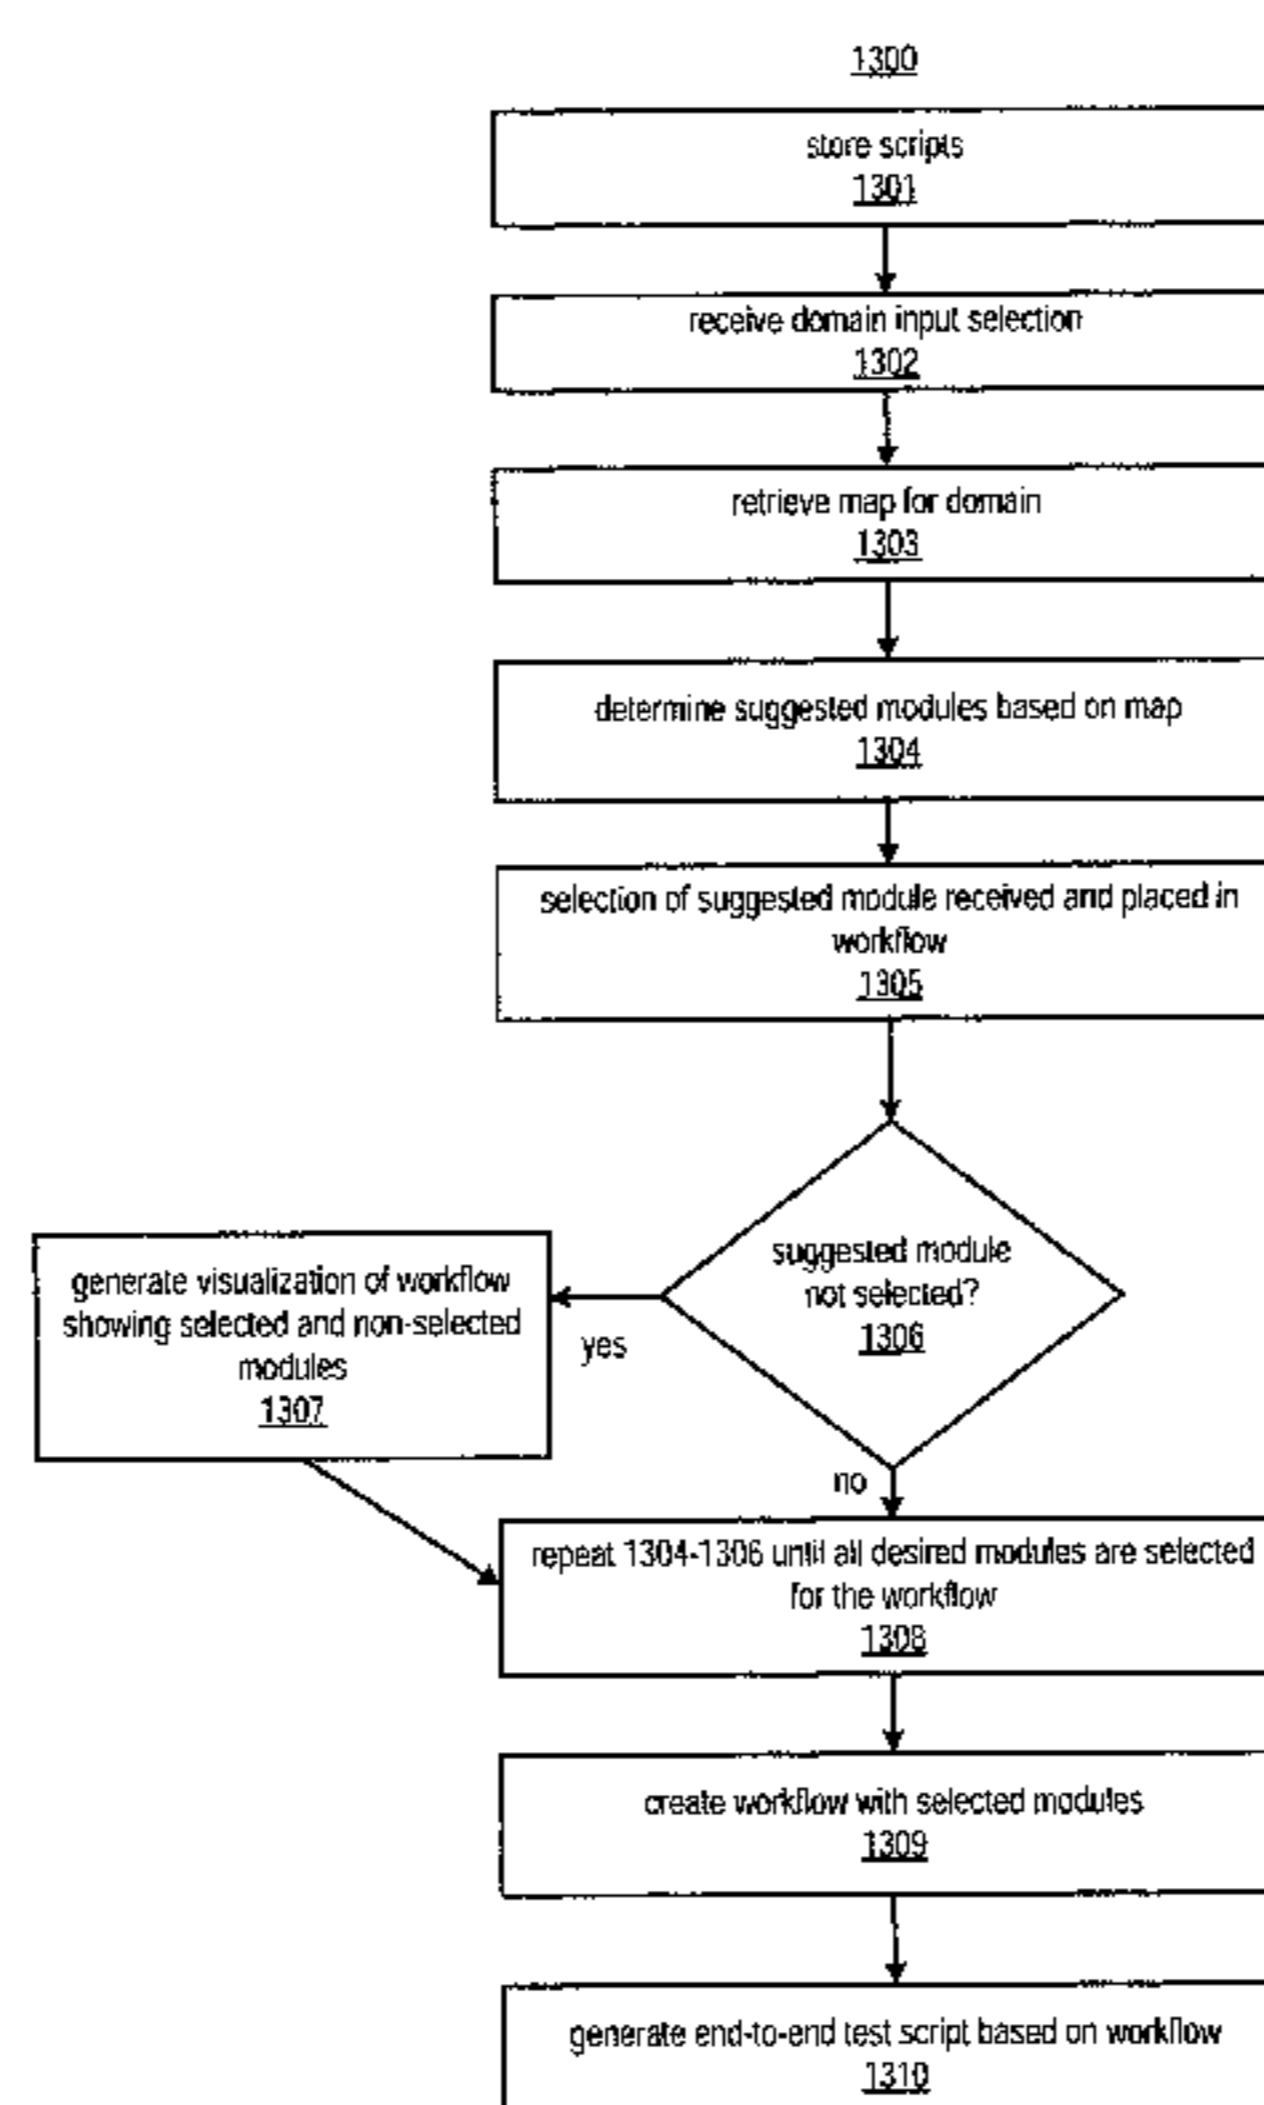 1300
store scripts
1301
receive domain input selection
1302
retrieve map for domain
1303
determine suggested modules based on map
1304
selection of suggested module received and placed in
workflow
1305
suggested module
not selected?
1306
yes
generate visualization of workflow
showing selected and non-selected
modules
1307
no
repeat 1304-1306 until all desired modules are selected
for the workflow
1308
create workflow with selected modules
1309
generate end-to-end test script based on workflow
1310